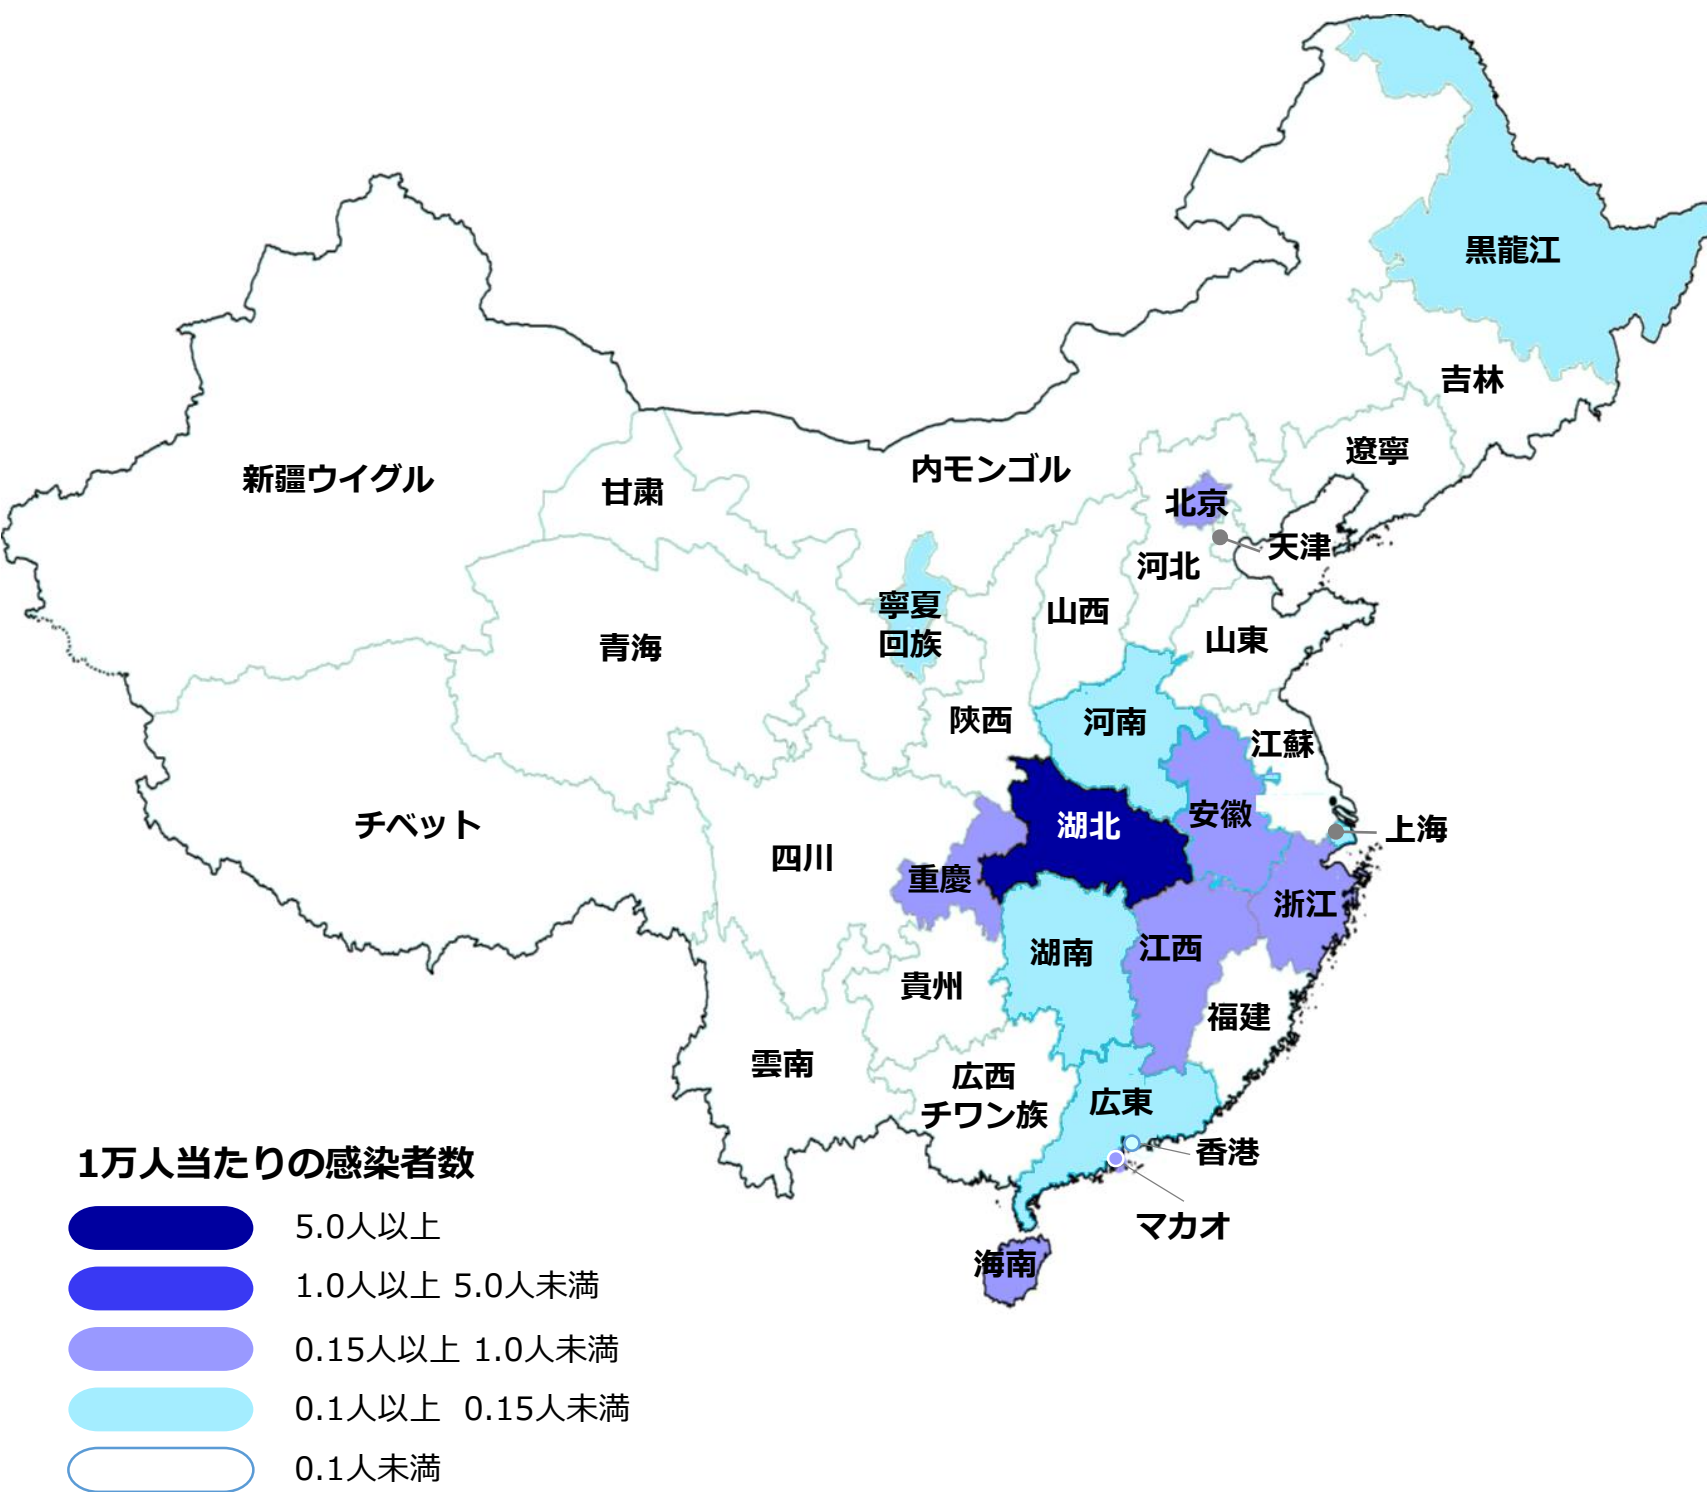 黒龍江
吉林
遼寧
内モンゴル
新疆ウイグル
甘粛
北京
天津
河北
寧夏
回族
山西
山東
青海
陝西
河南
江蘇
安徽
湖北
上海
チベット
四川
重慶
浙江
湖南
江西
貴州
福建
雲南
広西
チワン族
広東
香港
マカオ
海南
1万人当たりの感染者数
5.0人以上
1.0人以上 5.0人未満
0.15人以上 1.0人未満
0.1人以上 0.15人未満
0.1人未満